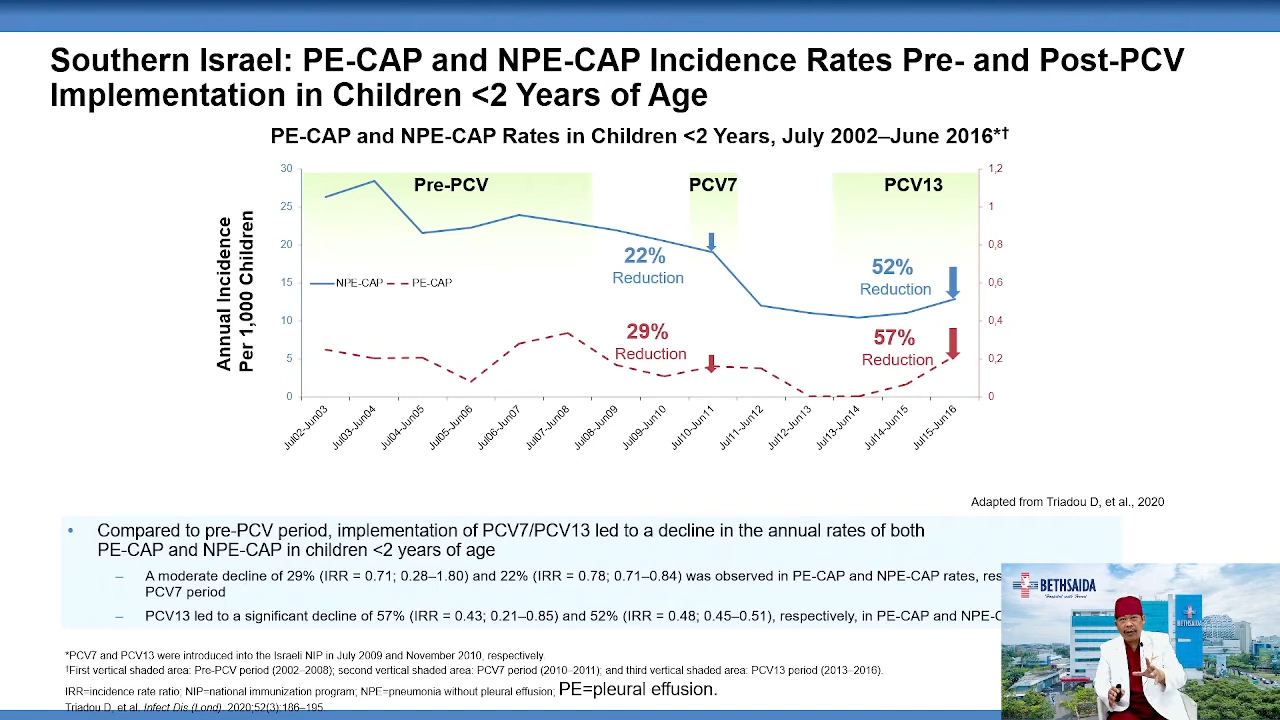 Southern Israel: PE-CAP and NPE-CAP Incidence Rates Pre- and Post-PCV
Implementation in Children <2 Years of Age
PE-CAP and NPE-CAP Rates in Children <2 Years, July 2002–June 2016*†
Annual Incidence
Per 1,000 Children
30
25
20
15
10
5
0
1,2
1
0,8
0,6
0,4
0,2
0
Pre-PCV
PCV7
PCV13
22%
Reduction
52%
Reduction
NPE-CAP
PE-CAP
29%
Reduction
57%
Reduction
Jul02-Jun03
Jul03-Jun04
Jul04-Jun05
Jul05-Jun06
Jul06-Jun07
Jul07-Jun08
Jul08-Jun09
Jul09-Jun10
Jul10-Jun11
Jul11-Jun12
Jul12-Jun13
Jul13-Jun14
Jul14-Jun15
Jul15-Jun16
Adapted from Triadou D, et al., 2020
• Compared to pre-PCV period, implementation of PCV7/PCV13 led to a decline in the annual rates of both
PE-CAP and NPE-CAP in children <2 years of age
– A moderate decline of 29% (IRR = 0.71; 0.28–1.80) and 22% (IRR = 0.78; 0.71–0.84) was observed in PE-CAP and NPE-CAP rates,
PCV7 period
– PCV13 led to a significant decline of 57% (IRR = 0.43; 0.21–0.85) and 52% (IRR = 0.48; 0.45–0.51), respectively, in PE-CAP and
*PCV7 and PCV13 were introduced into the Israeli NIP in July 2009 and November 2010, respectively
†First vertical shaded area: Pre-PCV period (2002–2008); second vertical shaded area: PCV7 period (2010–2011); and third vertical shaded area: PCV13 period (2013–2016).
IRR=incidence rate ratio; NIP=national immunization program; NPE=pneumonia without pleural effusion; PE=pleural effusion.
Triadou D, et al. Infect Dis (Lond). 2020;52(3):186–195.
BETHSAIDA
Hospital with Heart
BETHSAIDA